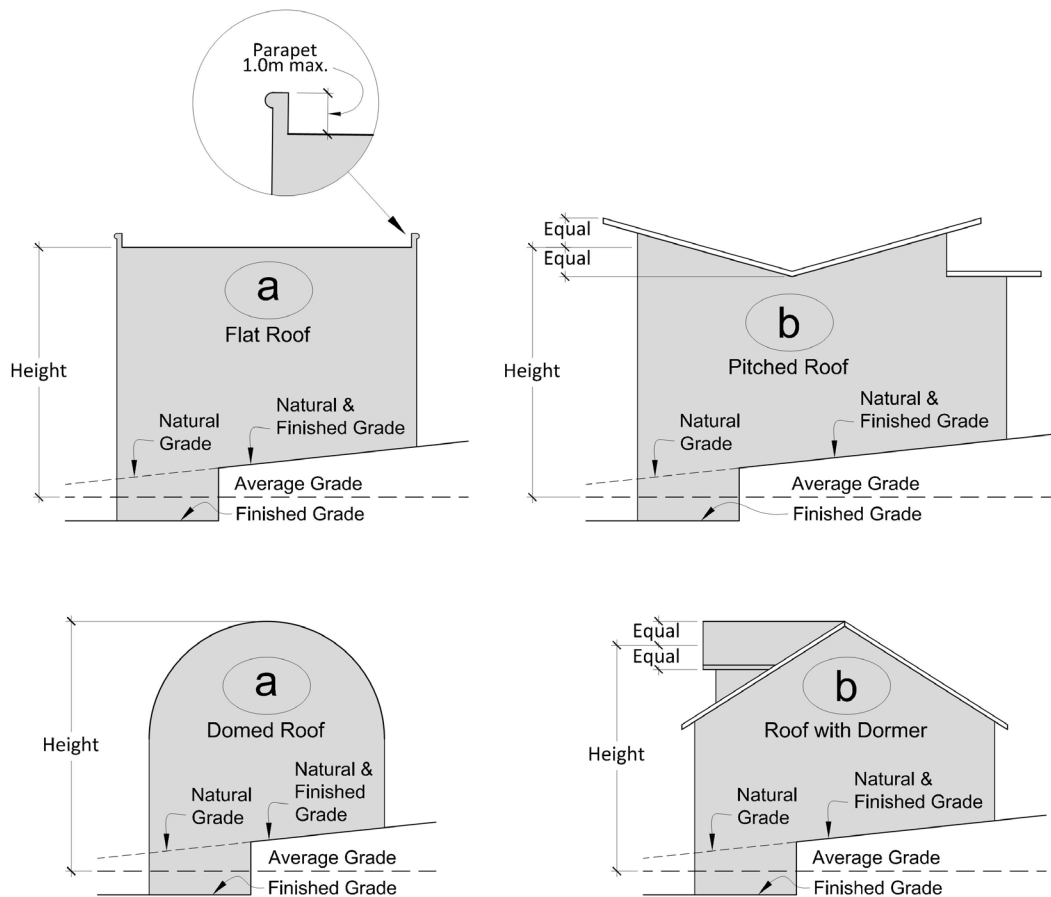 Parapet
1.0m max.
a
Flat Roof
Height
Natural
Grade
Natural &
Finished Grade
Average Grade
Finished Grade
Equal
Equal
b
Pitched Roof
Height
Natural
Grade
Natural &
Finished Grade
Average Grade
Finished Grade
a
Domed Roof
Height
Natural
Grade
Natural &
Finished
Grade
Average Grade
Finished Grade
Equal
Equal
b
Roof with Dormer
Height
Natural
Grade
Natural &
Finished Grade
Average Grade
Finished Grade